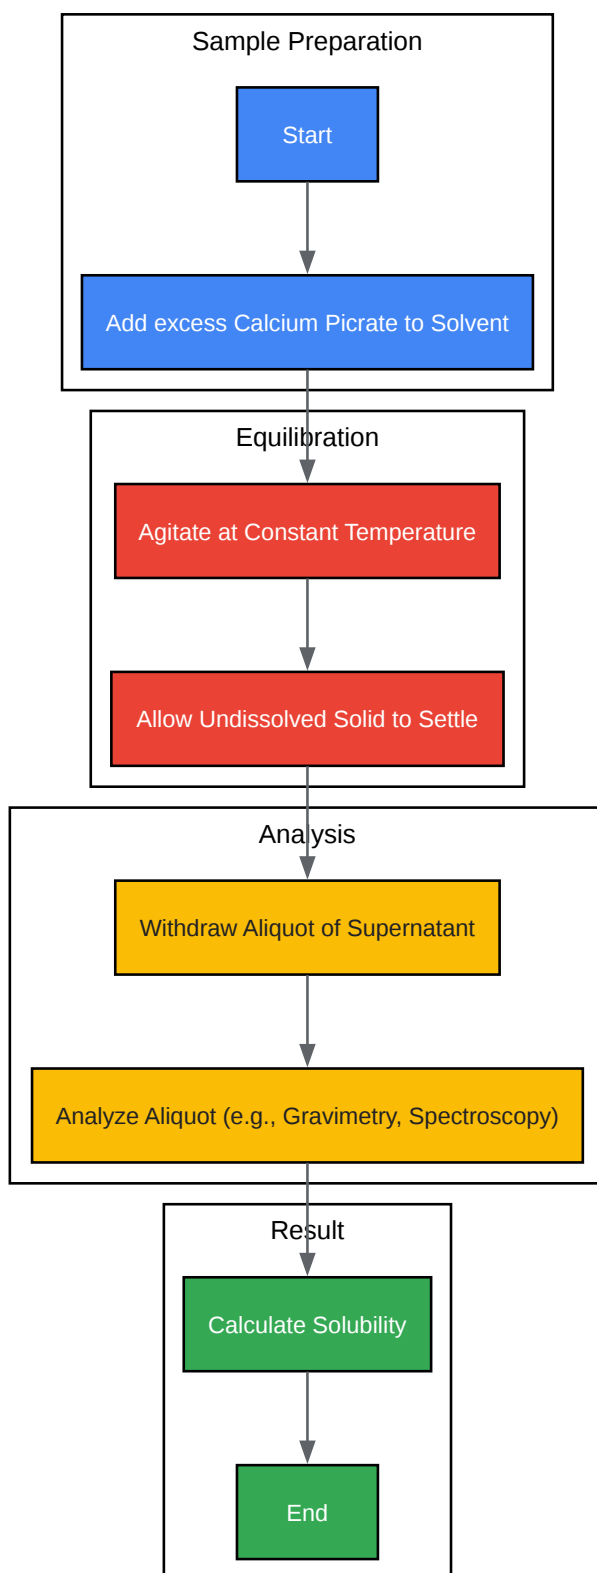 Sample Preparation
Start
Add excess Calcium Picrate to Solvent
Equilibration
Agitate at Constant Temperature
Allow Undissolved Solid to Settle
Analysis
Withdraw Aliquot of Supernatant
Analyze Aliquot (e.g., Gravimetry, Spectroscopy)
Result
Calculate Solubility
End